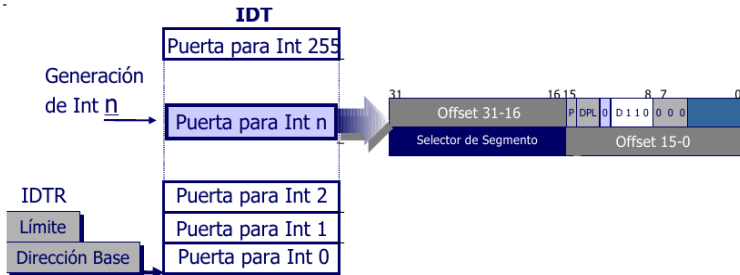 IDT
Puerta para Int 255
Generación
de Int n
Puerta para Int n
31 16 15 8 7 0
Offset 31-16 P DPL 0 D 1 1 0 0 0 0
Selector de Segmento Offset 15-0
IDTR
Límite
Dirección Base
Puerta para Int 2
Puerta para Int 1
Puerta para Int 0